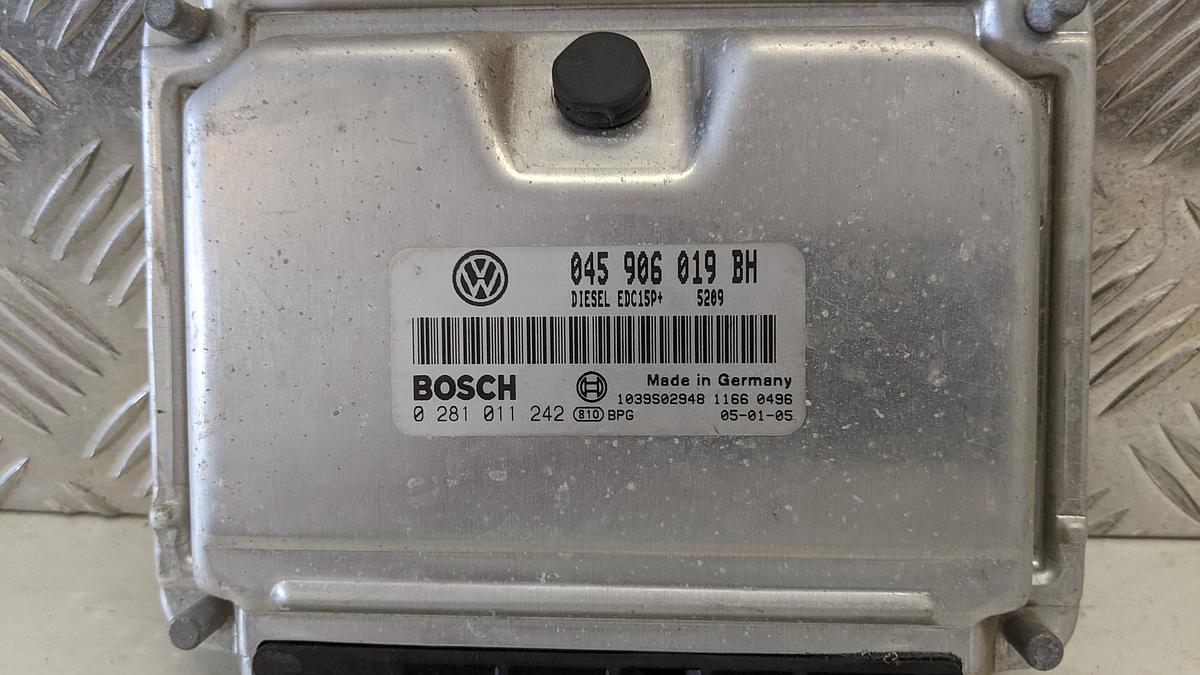 VW
045 906 019 BH
DIESEL EDC15P+ 5209
BOSCH
Made in Germany
1039S02948 1166 0496
0 281 011 242 810 BPG 05-01-05